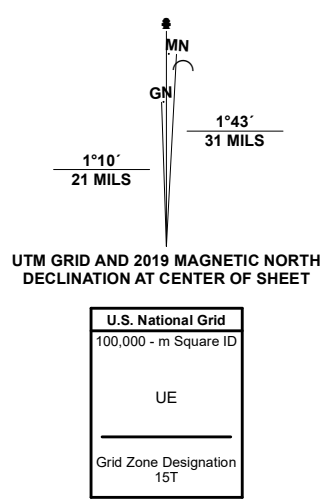 MN
GN
1°43´
31 MILS
1°10´
21 MILS
UTM GRID AND 2019 MAGNETIC NORTH
DECLINATION AT CENTER OF SHEET
U.S. National Grid
100,000 - m Square ID
UE
Grid Zone Designation
15T